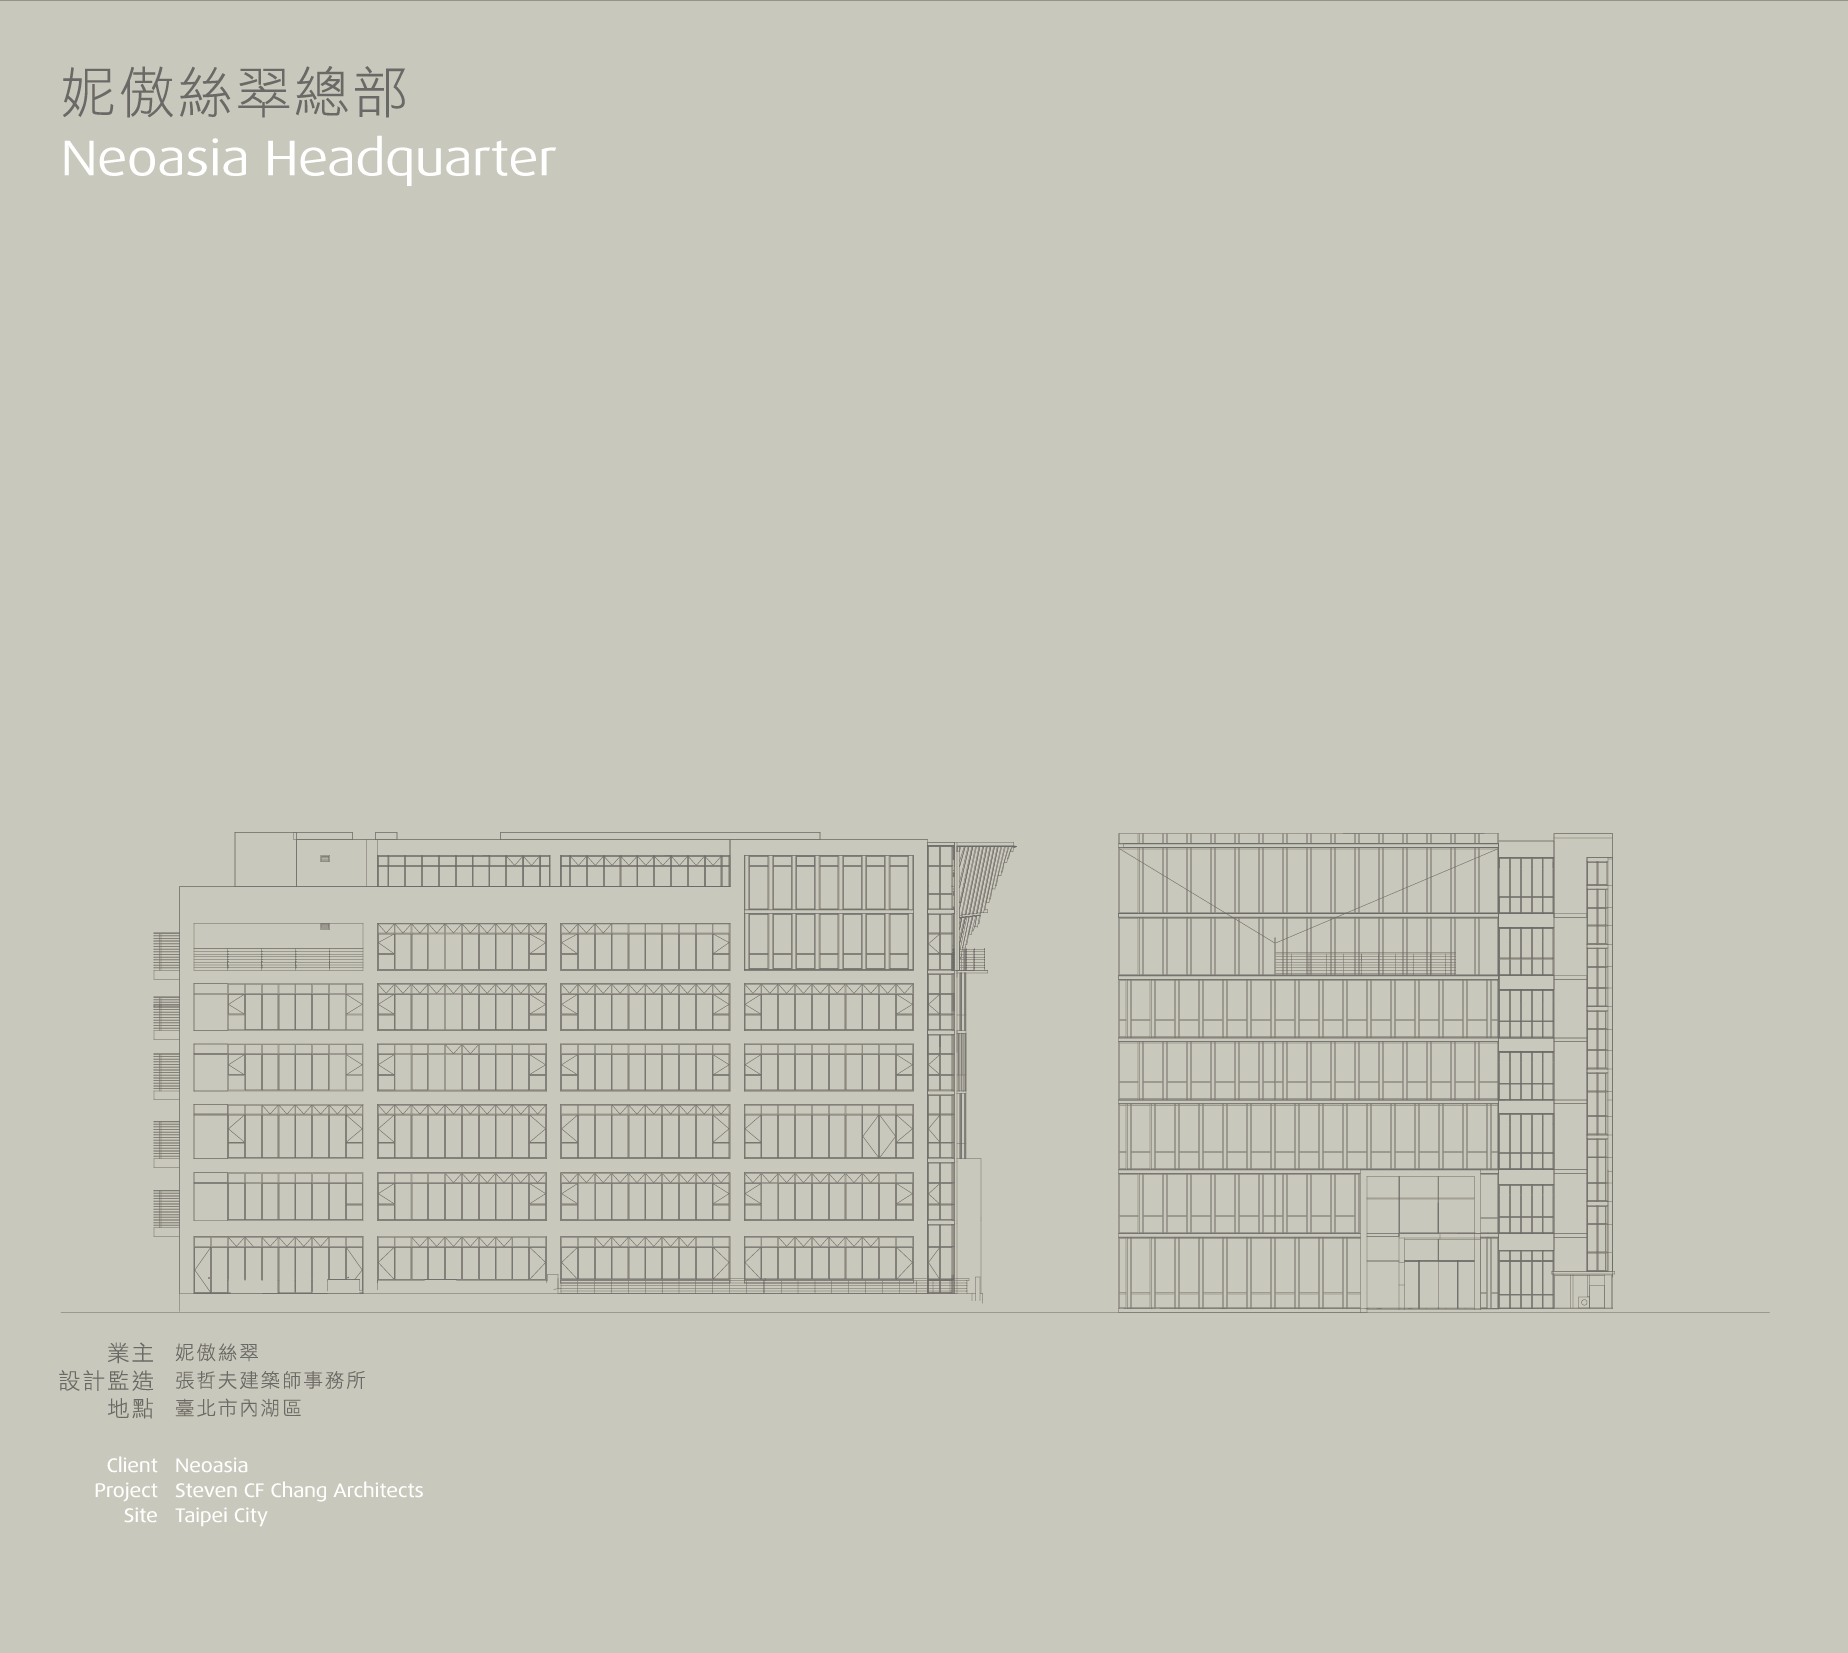 妮傲絲翠總部
Neoasia Headquarter
業主 妮傲絲翠
設計監造 張哲夫建築師事務所
地點 臺北市內湖區
Client Neoasia
Project Steven CF Chang Architects
Site Taipei City